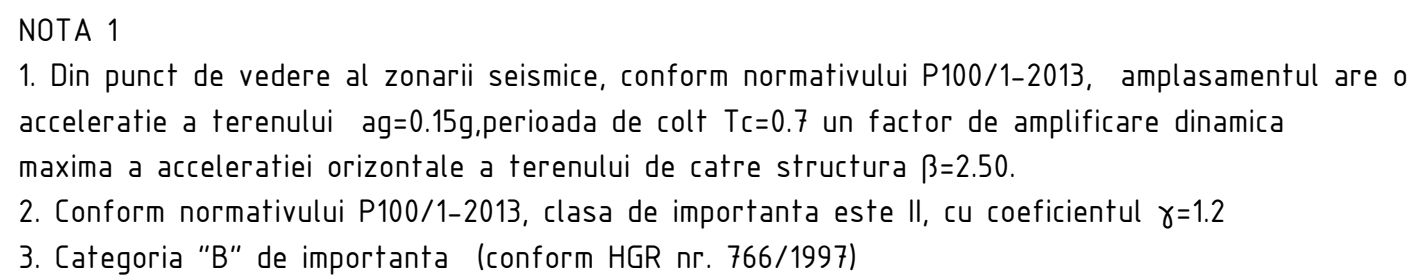 NOTA 1
1. Din punct de vedere al zonarii seismice, conform normativului P100/1-2013, amplasamentul are o
acceleratie a terenului ag=0.15g,perioada de colt Tc=0.7 un factor de amplificare dinamica
maxima a acceleratiei orizontale a terenului de catre structura β=2.50.
2. Conform normativului P100/1-2013, clasa de importanta este II, cu coeficientul ɣ=1.2
3. Categoria "B" de importanta (conform HGR nr. 766/1997)